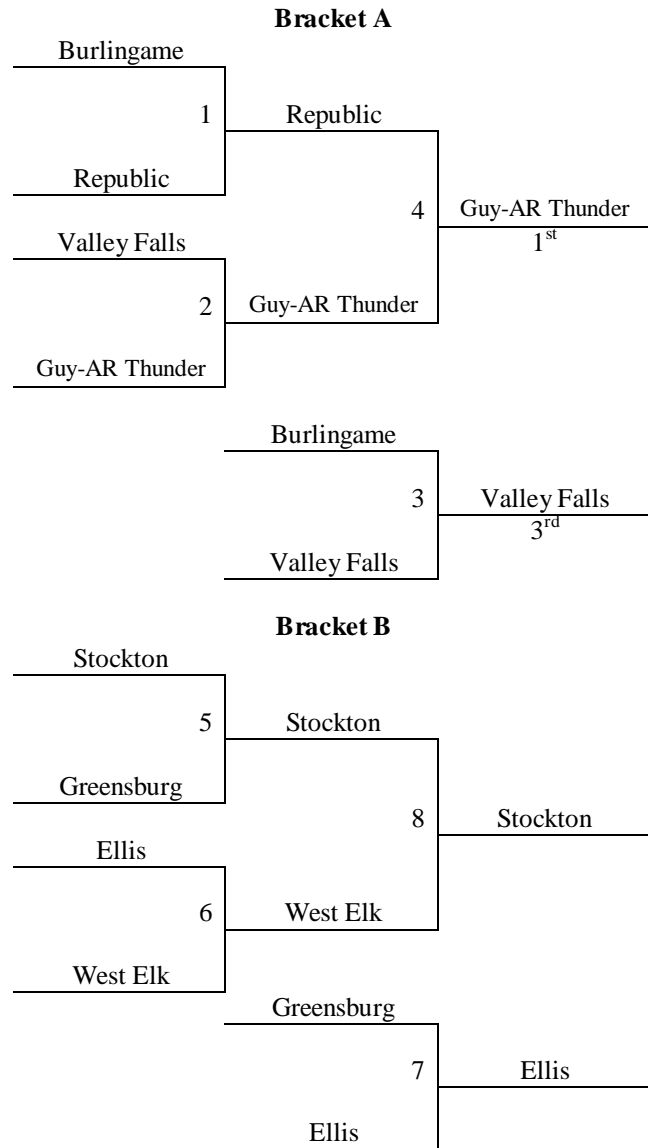 Bracket A
Burlingame
1
Republic
Republic
4
Guy-AR Thunder
1st
Valley Falls
2
Guy-AR Thunder
Guy-AR Thunder
Burlingame
3
Valley Falls
3rd
Valley Falls
Bracket B
Stockton
5
Stockton
Greensburg
8
Stockton
Ellis
6
West Elk
West Elk
Greensburg
7
Ellis
Ellis